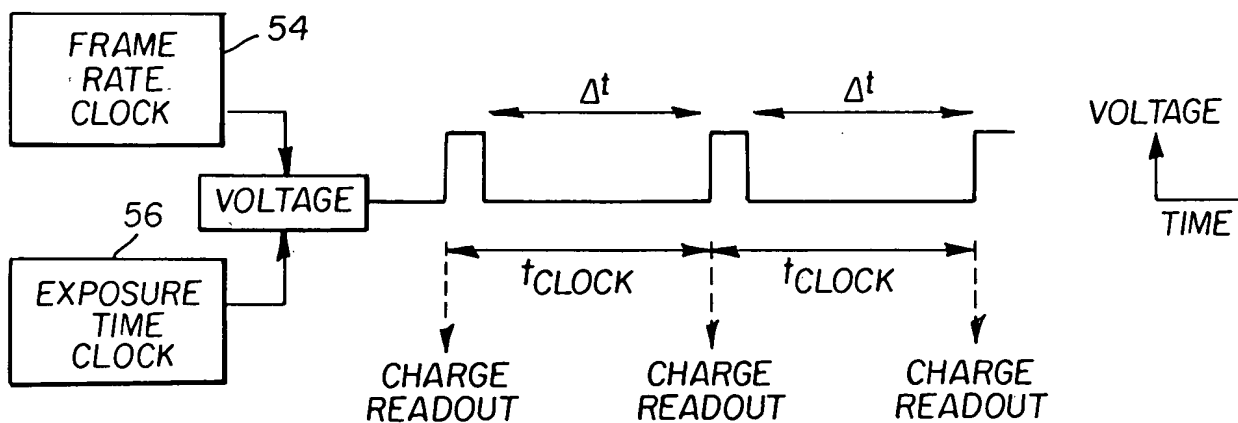 54
FRAME
RATE
CLOCK
Δt
Δt
VOLTAGE
VOLTAGE
TIME
56
EXPOSURE
TIME
CLOCK
tCLOCK
tCLOCK
CHARGE
READOUT
CHARGE
READOUT
CHARGE
READOUT